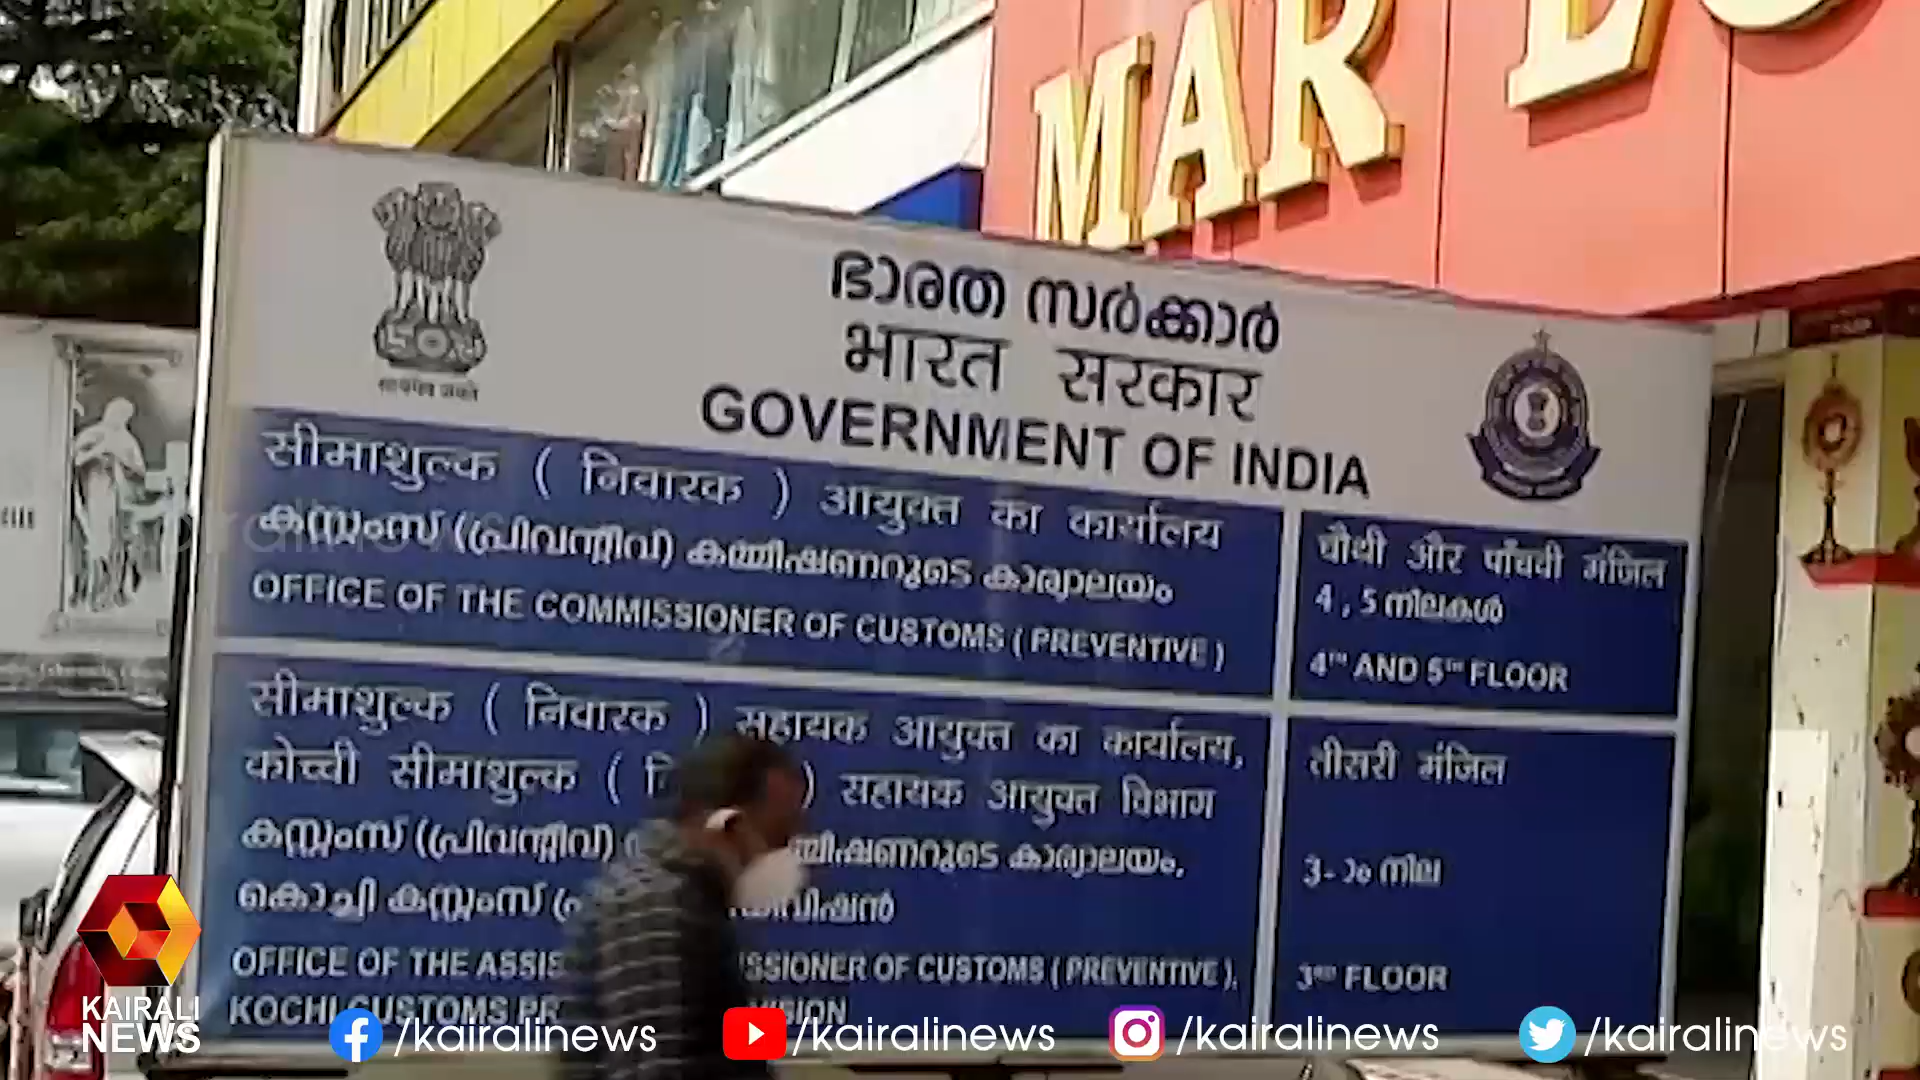 MAR
ഭാരത സർക്കാർ
भारत सरकार
GOVERNMENT OF INDIA
सीमाशुल्क ( निवारक ) आयुक्त का कार्यालय
കസ്റ്റംസ് (പ്രിവന്റീവ്) കമ്മീഷണറുടെ കാര്യാലയം
OFFICE OF THE COMMISSIONER OF CUSTOMS ( PREVENTIVE )
चौथी और पाँचवी मंजिल
4 , 5 നിലകൾ
4TH AND 5TH FLOOR
सीमाशुल्क ( निवारक ) सहायक आयुक्त का कार्यालय,
कोच्ची सीमाशुल्क ( ) सहायक आयुक्त विभाग
കസ്റ്റംസ് (പ്രിവന്റീവ്) കാര്യാലയം,
കൊച്ചി കസ്റ്റംസ്
OFFICE OF THE OF CUSTOMS ( PREVENTIVE ),
KOCHI CUSTOMS
तीसरी मंजिल
3-ാം നില
3RD FLOOR
KAIRALI
NEWS
/kairalinews
/kairalinews
/kairalinews
/kairalinews